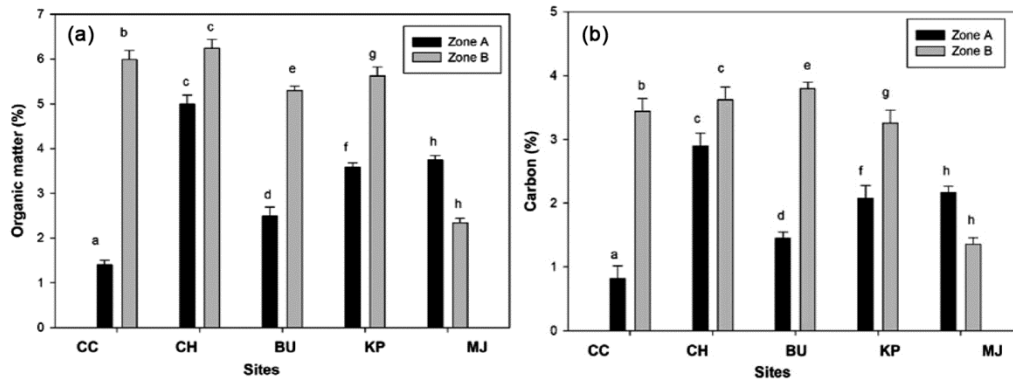 (a)
Zone A
Zone B
Organic matter (%)
7
6
5
4
3
2
1
0
a
b
c
c
d
e
f
g
h
h
CC CH BU KP MJ
Sites
(b)
Zone A
Zone B
Carbon (%)
5
4
3
2
1
0
a
b
c
c
d
e
f
g
h
h
CC CH BU KP MJ
Sites